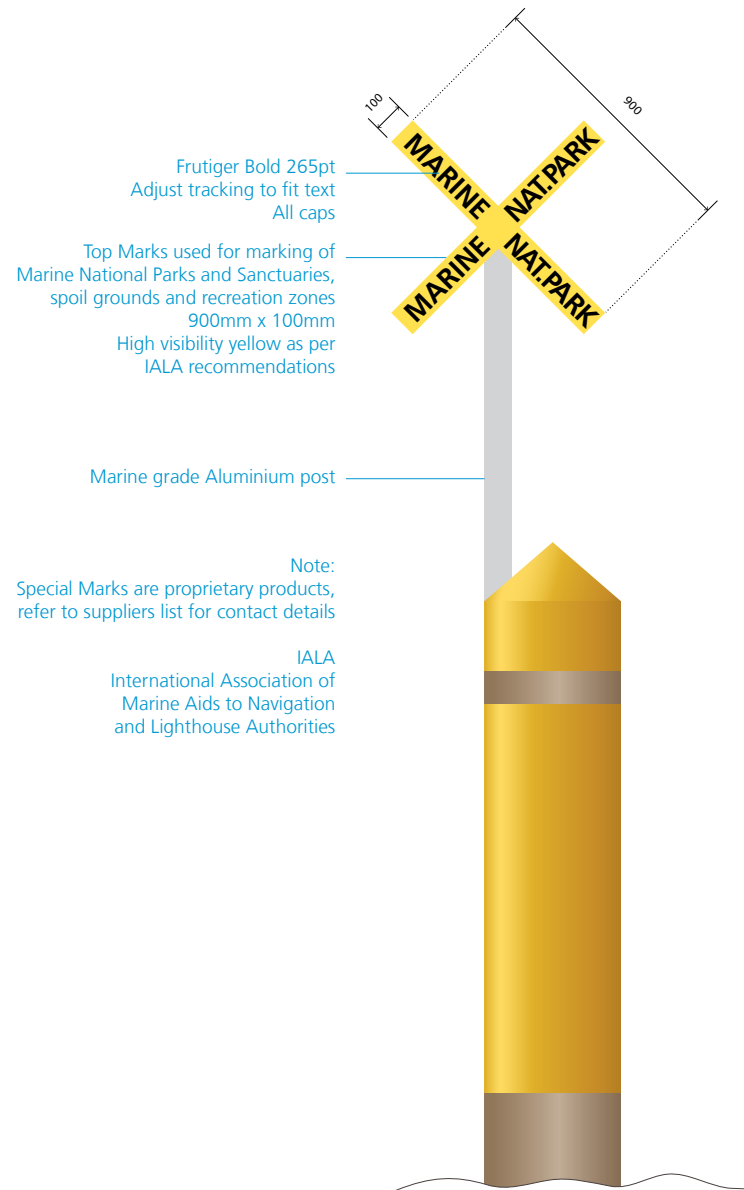 100
900
MARINE NAT.PARK
MARINE NAT.PARK
Frutiger Bold 265pt
Adjust tracking to fit text
All caps
Top Marks used for marking of
Marine National Parks and Sanctuaries,
spoil grounds and recreation zones
900mm x 100mm
High visibility yellow as per
IALA recommendations
Marine grade Aluminium post
Note:
Special Marks are proprietary products,
refer to suppliers list for contact details
IALA
International Association of
Marine Aids to Navigation
and Lighthouse Authorities